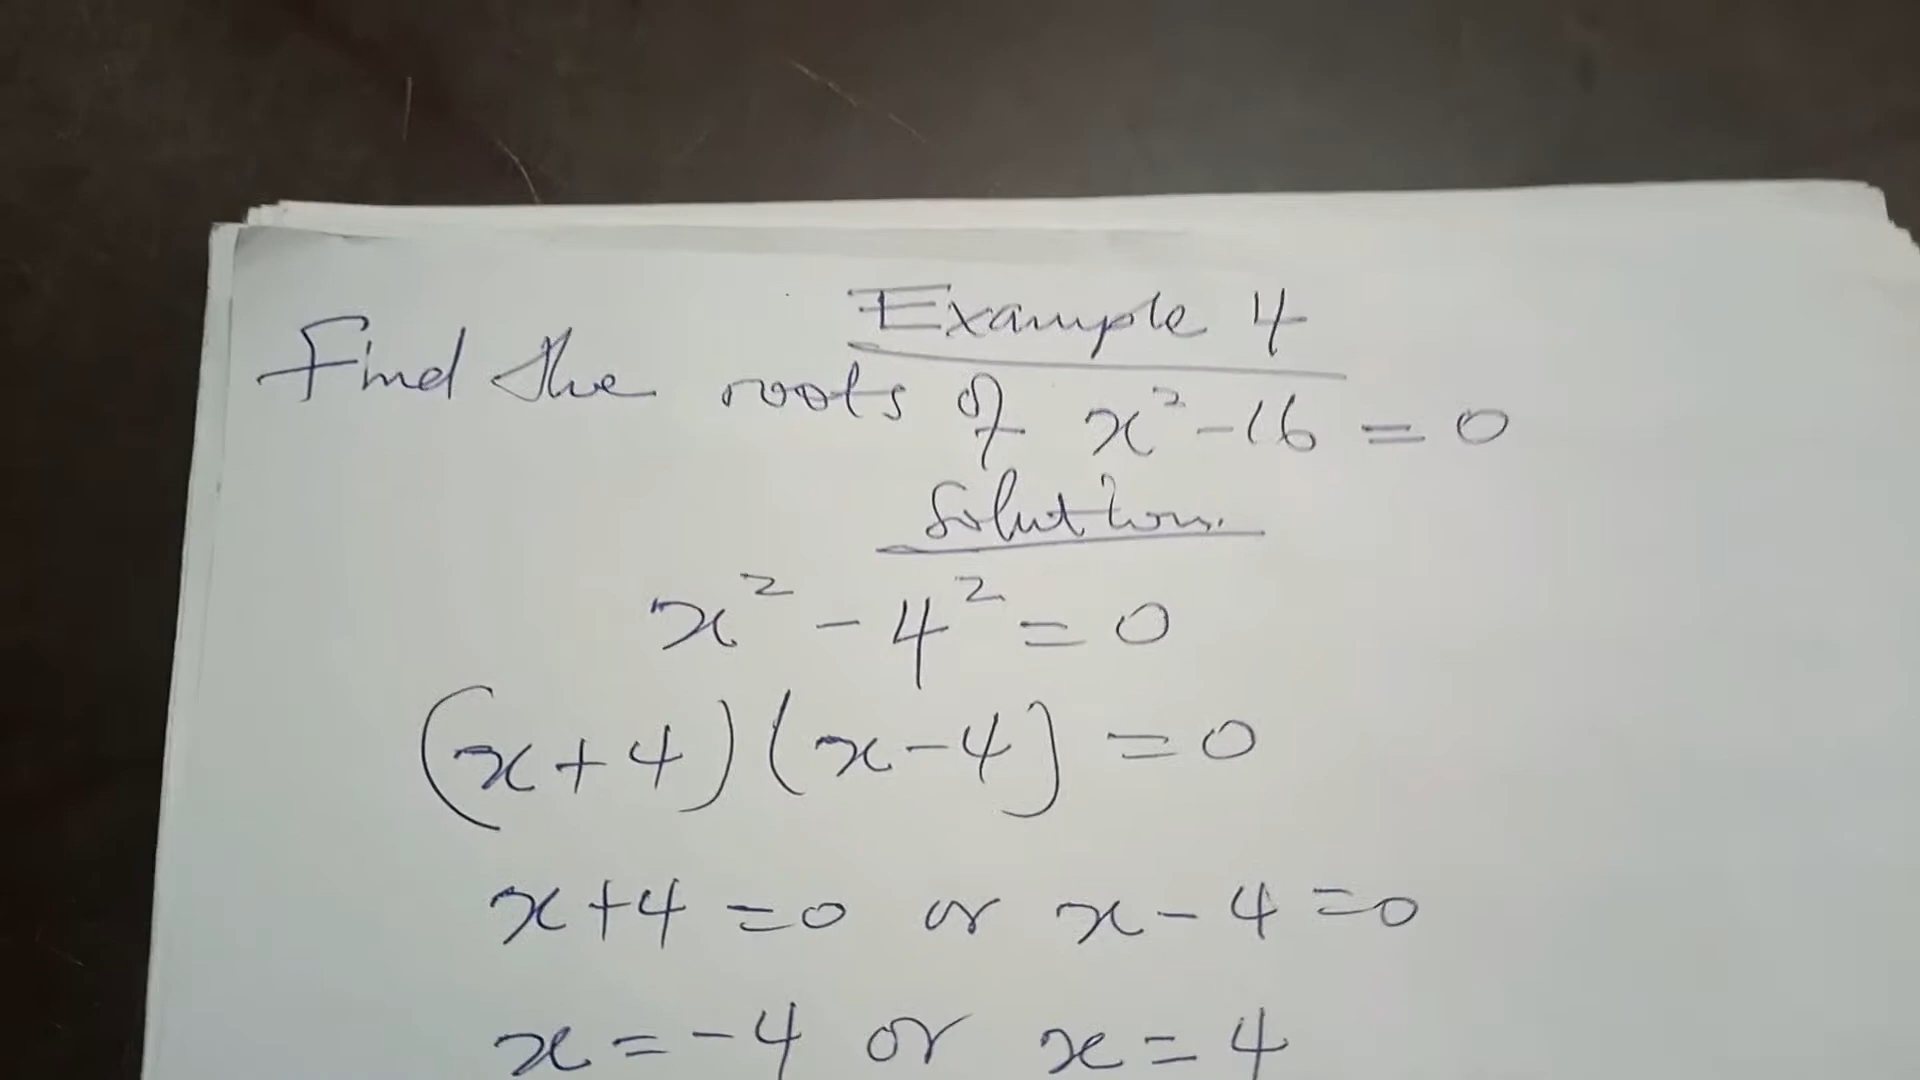 Example 4
Find the roots of x² - 16 = 0
Solution.
x² - 4² = 0
(x+4)(x-4) = 0
x+4 = 0 or x-4 = 0
x = -4 or x = 4